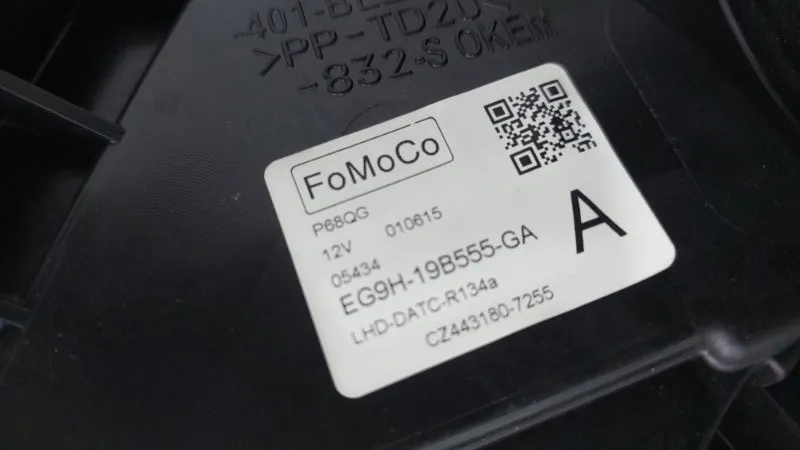 >PP-TD20<
-832-S OKEM
FoMoCo
P68QG
12V 010615
05434
EG9H-19B555-GA
LHD-DATC-R134a
CZ443180-7255
A